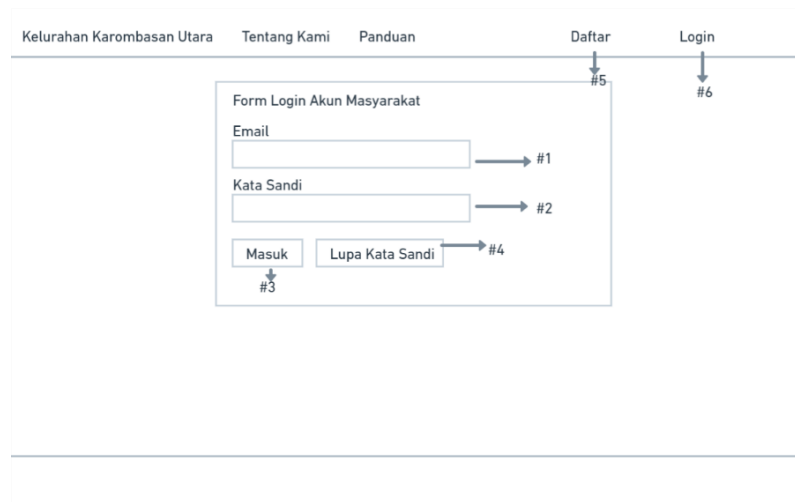 Kelurahan Karombasan Utara Tentang Kami Panduan Daftar Login
#5
#6
Form Login Akun Masyarakat
Email
#1
Kata Sandi
#2
Masuk Lupa Kata Sandi #4
#3